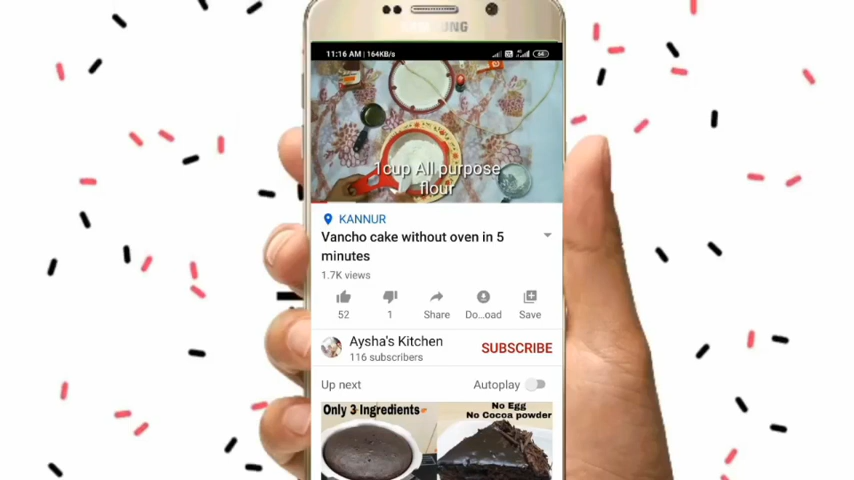 SAMSUNG
11:16 AM | 164KB/s
1cup All purpose
flour
KANNUR
Vancho cake without oven in 5
minutes
1.7K views
52
1
Share
Do...oad
Save
Aysha's Kitchen
116 subscribers
SUBSCRIBE
Up next
Autoplay
Only 3 Ingredients
No Egg
No Cocoa powder